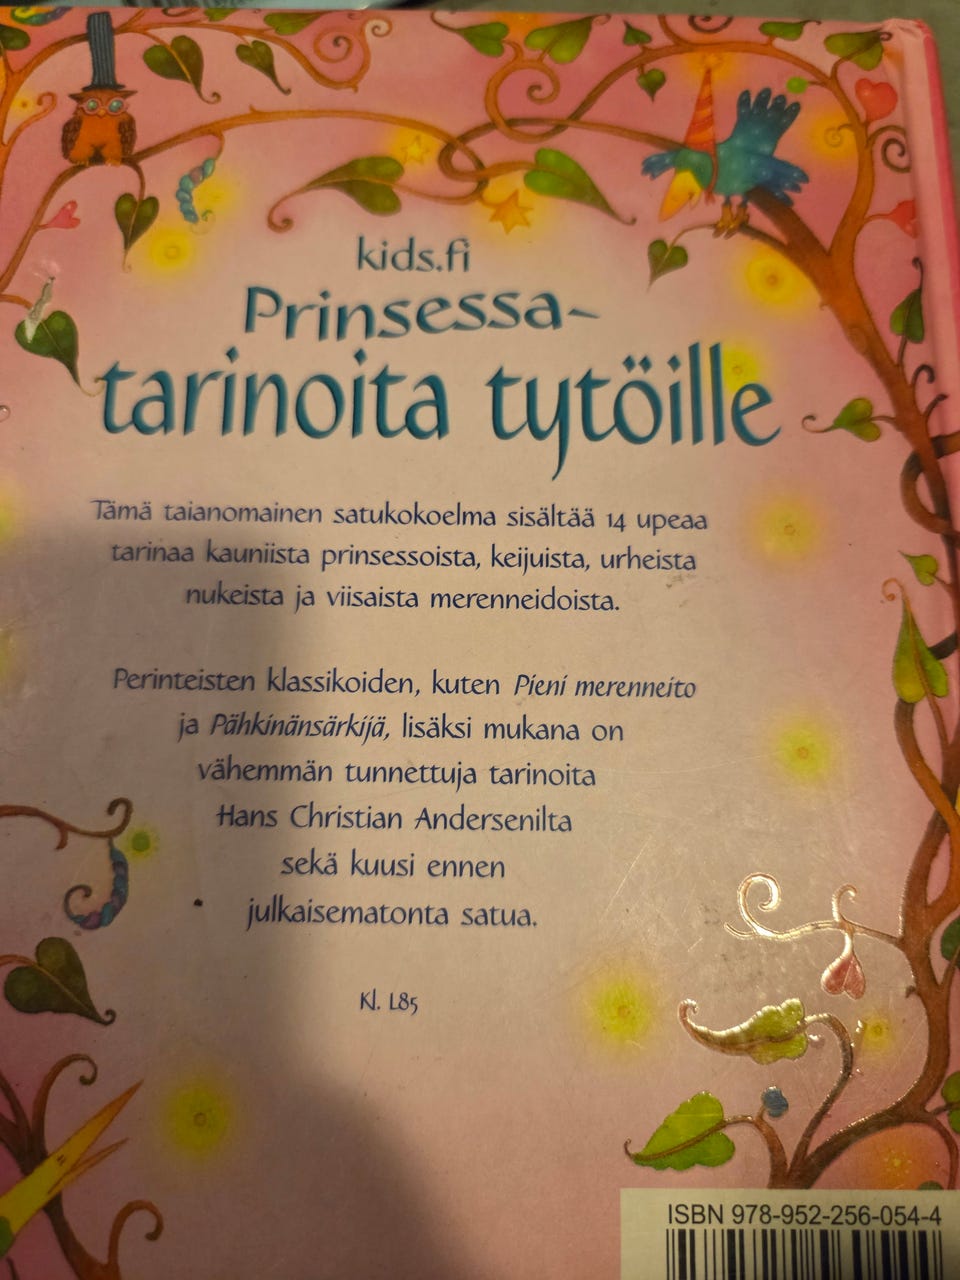 kids.fi
Prinsessa-
tarinoita tytöille
Tämä taianomainen satukokoelma sisältää 14 upeaa
tarinaa kauniista prinsessoista, keijuista, urheista
nukeista ja viisaista merenneidoista.
Perinteisten klassikoiden, kuten Pieni merenneito
ja Pähkinänsärkijä, lisäksi mukana on
vähemmän tunnettuja tarinoita
Hans Christian Andersenilta
sekä kuusi ennen
julkaisematonta satua.
Kl. L85
ISBN 978-952-256-054-4